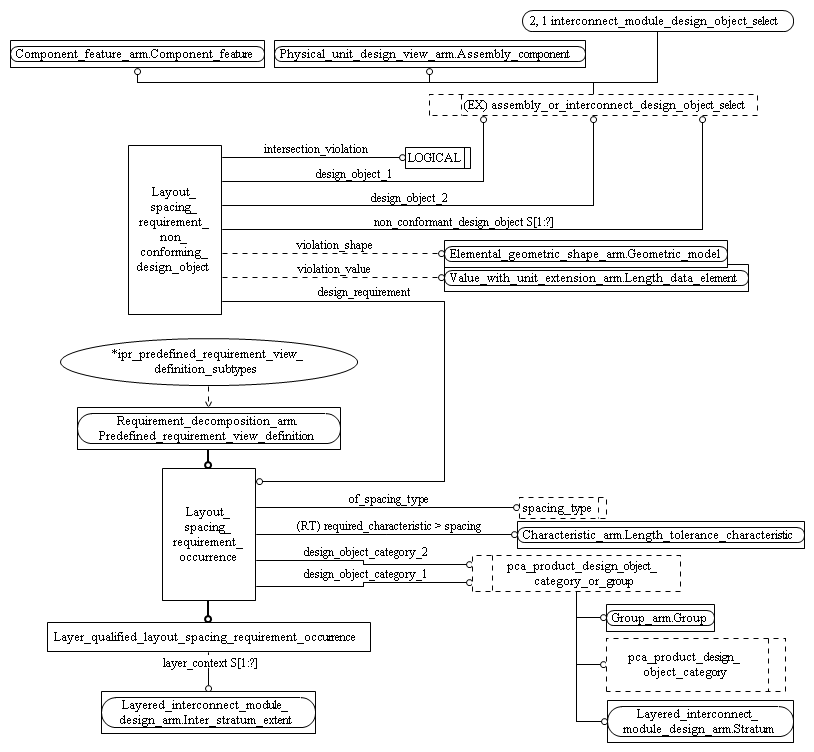 2, 1 interconnect_module_design_object_select
Component_feature_arm.Component_feature
Physical_unit_design_view_arm.Assembly_component
(EX) assembly_or_interconnect_design_object_select
intersection_violation
LOGICAL
design_object_1
Layout_
spacing_
requirement_
non_
conforming_
design_object
design_object_2
non_conformant_design_object S[1:?]
violation_shape
Elemental_geometric_shape_arm.Geometric_model
violation_value
Value_with_unit_extension_arm.Length_data_element
design_requirement
*ipr_predefined_requirement_view_
definition_subtypes
Requirement_decomposition_arm.
Predefined_requirement_view_definition
Layout_
spacing_
requirement_
occurrence
of_spacing_type
spacing_type
(RT) required_characteristic > spacing
Characteristic_arm.Length_tolerance_characteristic
design_object_category_2
design_object_category_1
pca_product_design_object_
category_or_group
Group_arm.Group
Layer_qualified_layout_spacing_requirement_occurrence
pca_product_design_
object_category
layer_context S[1:?]
Layered_interconnect_module_
design_arm.Inter_stratum_extent
Layered_interconnect_
module_design_arm.Stratum